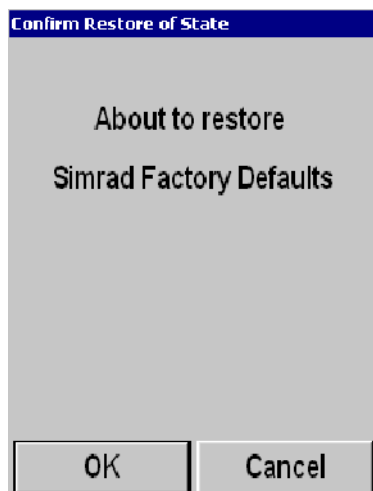 Confirm Restore of State
About to restore
Simrad Factory Defaults
OK
Cancel